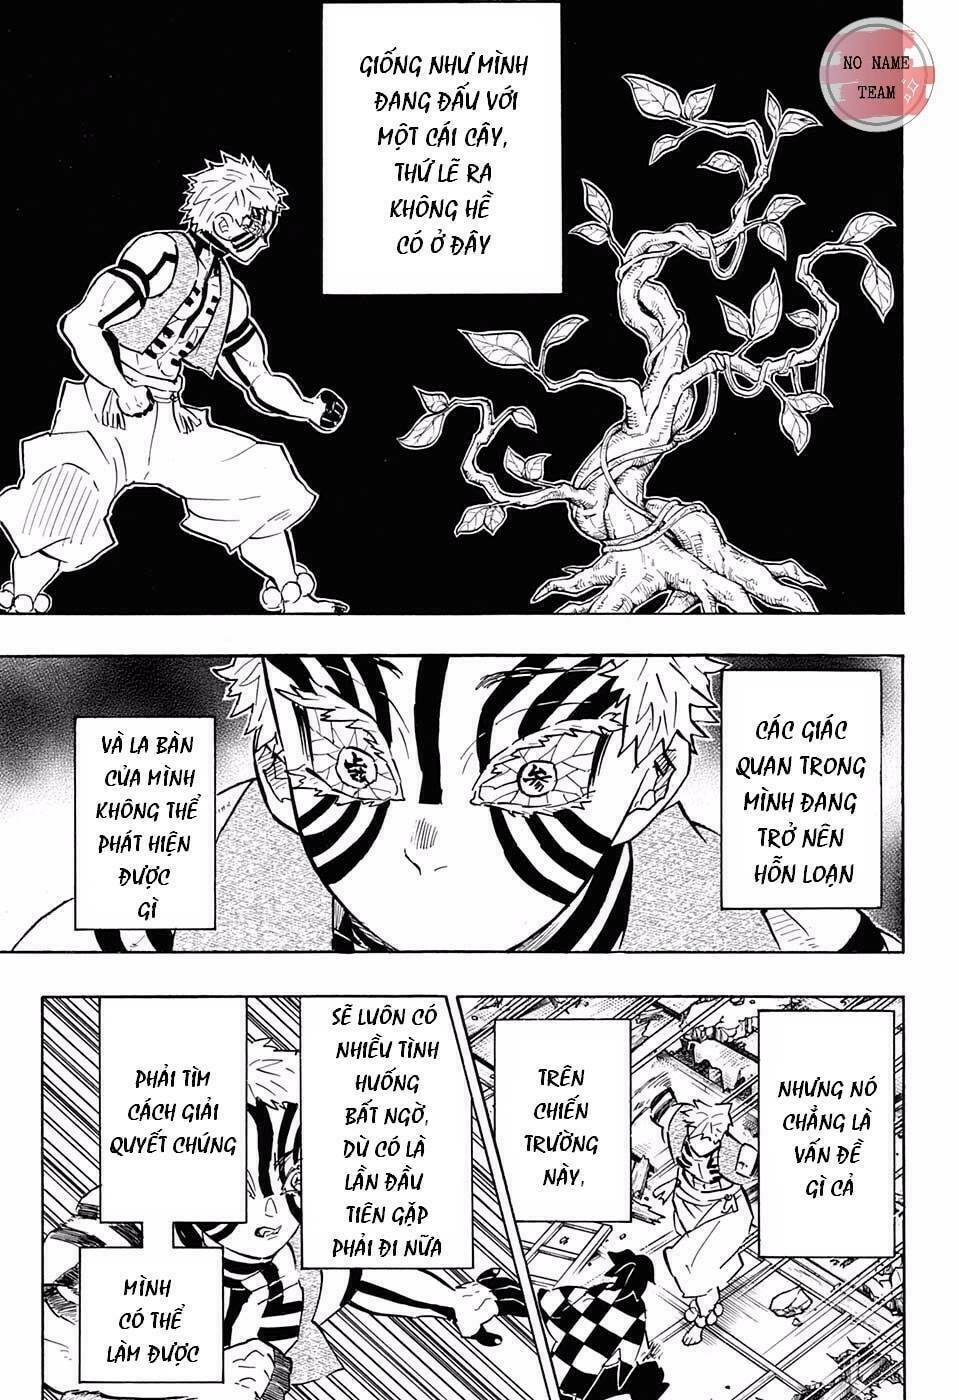 GIỐNG NHƯ MÌNH
ĐANG ĐẤU VỚI
MỘT CÁI CÂY,
THỨ LẼ RA
KHÔNG HỀ
CÓ Ở ĐÂY
NO NAME
TEAM
CÁC GIÁC
QUAN TRONG
MÌNH ĐANG
TRỞ NÊN
HỖN LOẠN
VÀ LA BÀN
CỦA MÌNH
KHÔNG THỂ
PHÁT HIỆN
ĐƯỢC
GÌ
NHƯNG NÓ
CHẲNG LÀ
VẤN ĐỀ
GÌ CẢ
TRÊN
CHIẾN
TRƯỜNG
NÀY,
SẼ LUÔN CÓ
NHIỀU TÌNH
HUỐNG
BẤT NGỜ,
DÙ CÓ LÀ
LẦN ĐẦU
TIÊN GẶP
PHẢI ĐI NỮA
PHẢI TÌM
CÁCH GIẢI
QUYẾT CHÚNG
MÌNH
CÓ THỂ
LÀM ĐƯỢC